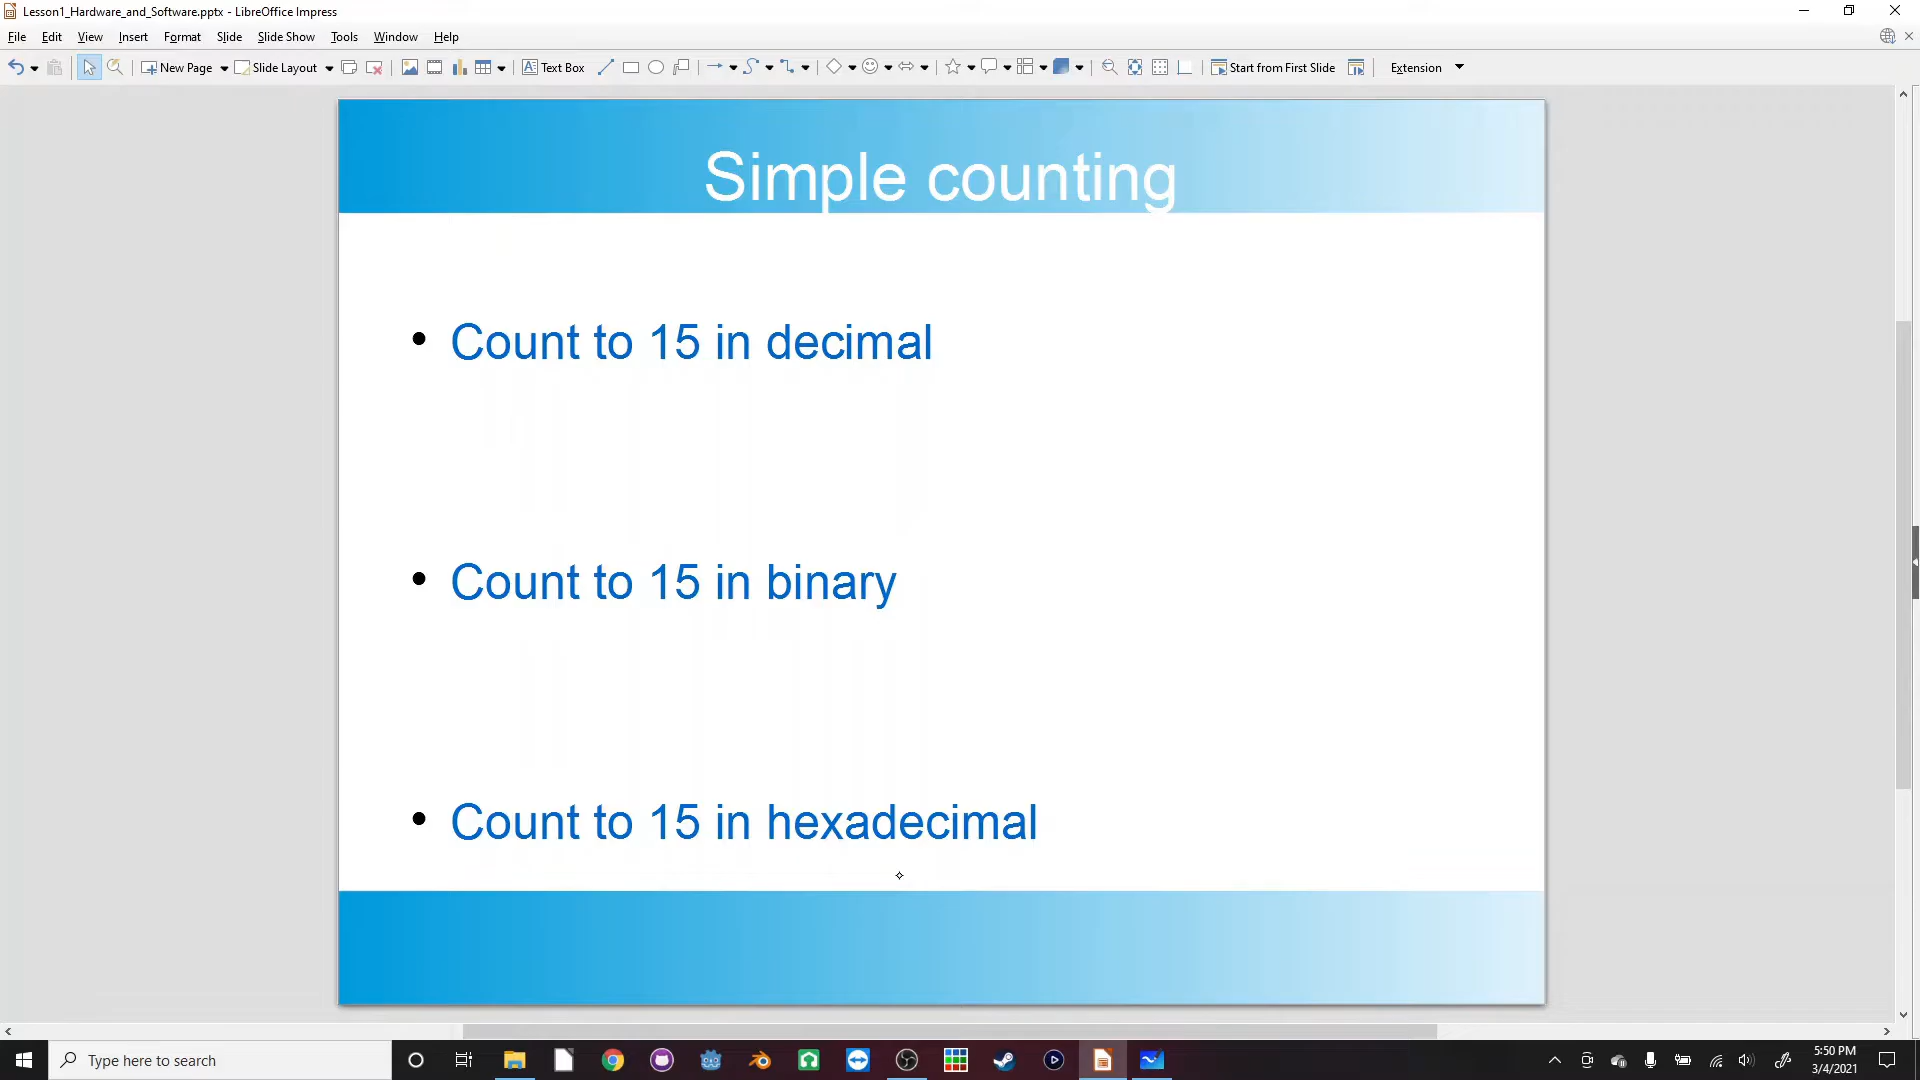 Lesson1_Hardware_and_Software.pptx - LibreOffice Impress
File Edit View Insert Format Slide Slide Show Tools Window Help
New Page Slide Layout Text Box Start from First Slide Extension
Simple counting
• Count to 15 in decimal
• Count to 15 in binary
• Count to 15 in hexadecimal
Type here to search
5:50 PM
3/4/2021